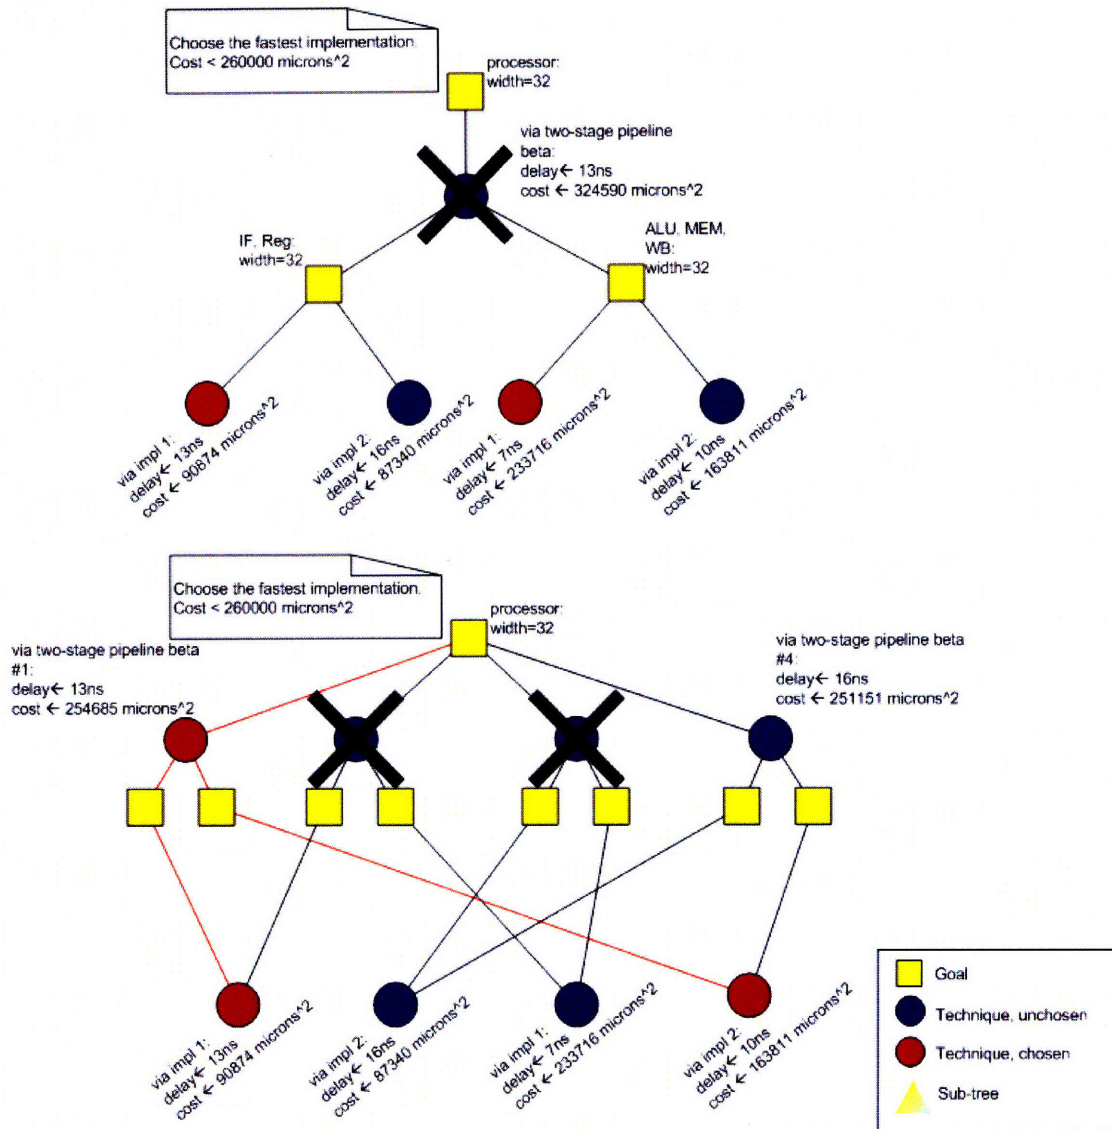 Choose the fastest implementation.
Cost < 260000 microns^2
processor:
width=32
via two-stage pipeline
beta:
delay← 13ns
cost ← 324590 microns^2
IF, Reg:
width=32
ALU, MEM,
WB:
width=32
via impl 1:
delay← 13ns
cost ← 90874 microns^2
via impl 2:
delay← 16ns
cost ← 87340 microns^2
via impl 1:
delay← 7ns
cost ← 233716 microns^2
via impl 2:
delay← 10ns
cost ← 163811 microns^2
Choose the fastest implementation.
Cost < 260000 microns^2
processor:
width=32
via two-stage pipeline beta
#1:
delay← 13ns
cost ← 254685 microns^2
via two-stage pipeline beta
#4:
delay← 16ns
cost ← 251151 microns^2
via impl 1:
delay← 13ns
cost ← 90874 microns^2
via impl 2:
delay← 16ns
cost ← 87340 microns^2
via impl 1:
delay← 7ns
cost ← 233716 microns^2
via impl 2:
delay← 10ns
cost ← 163811 microns^2
Goal
Technique, unchosen
Technique, chosen
Sub-tree